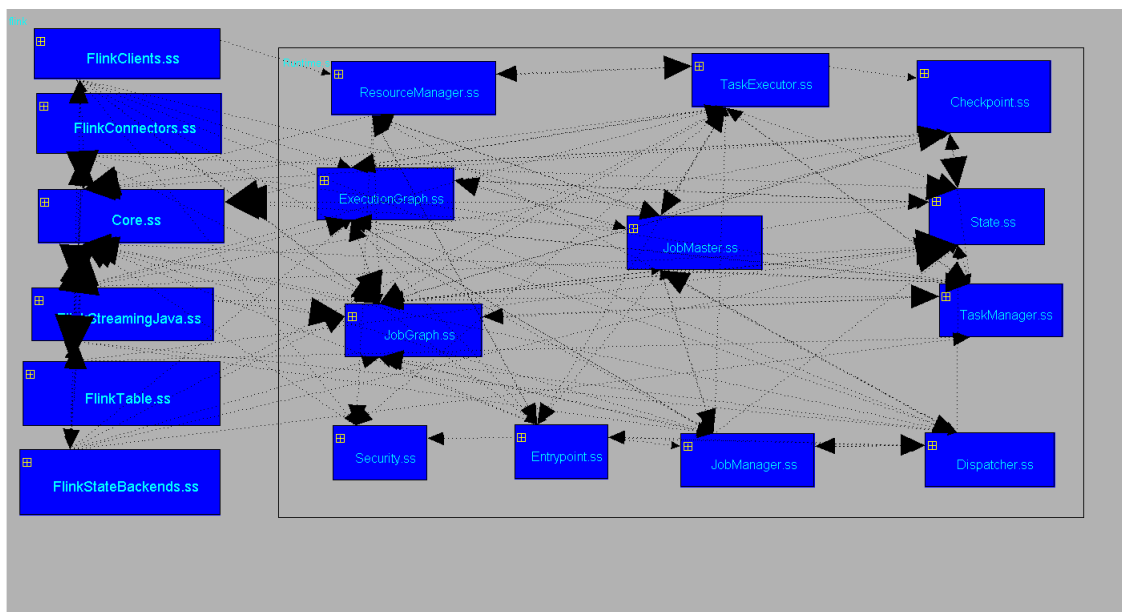 FlinkClients.ss
FlinkConnectors.ss
Core.ss
FlinkStreamingJava.ss
FlinkTable.ss
FlinkStateBackends.ss
ResourceManager.ss
TaskExecutor.ss
Checkpoint.ss
ExecutionGraph.ss
State.ss
JobMaster.ss
TaskManager.ss
JobGraph.ss
Security.ss
Entrypoint.ss
JobManager.ss
Dispatcher.ss